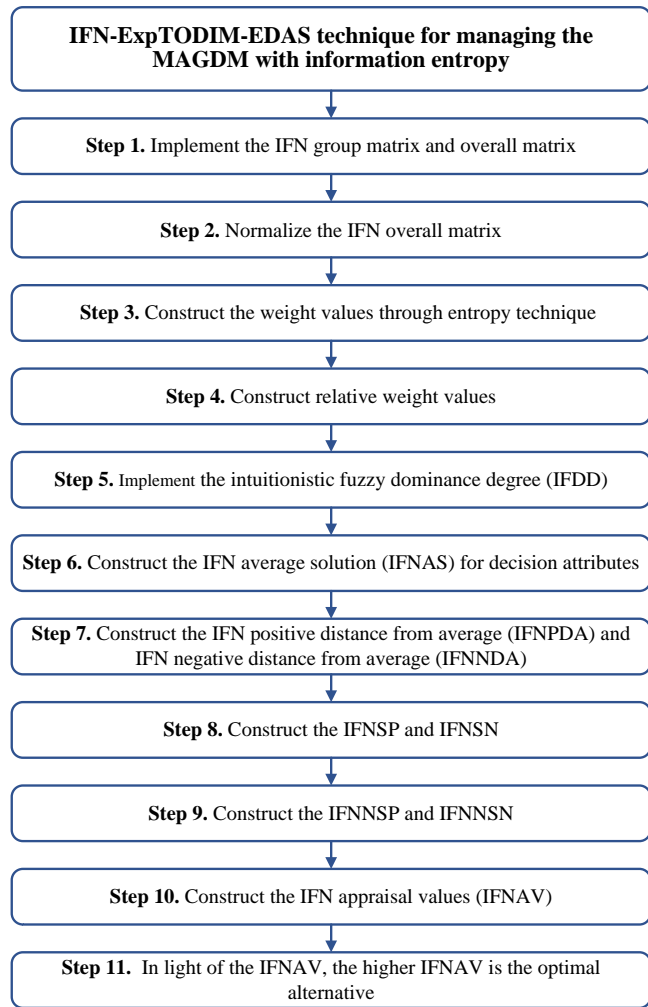 IFN-ExpTODIM-EDAS technique for managing the
MAGDM with information entropy
Step 1. Implement the IFN group matrix and overall matrix
Step 2. Normalize the IFN overall matrix
Step 3. Construct the weight values through entropy technique
Step 4. Construct relative weight values
Step 5. Implement the intuitionistic fuzzy dominance degree (IFDD)
Step 6. Construct the IFN average solution (IFNAS) for decision attributes
Step 7. Construct the IFN positive distance from average (IFNPDA) and
IFN negative distance from average (IFNNDA)
Step 8. Construct the IFNSP and IFNSN
Step 9. Construct the IFNNSP and IFNNSN
Step 10. Construct the IFN appraisal values (IFNAV)
Step 11. In light of the IFNAV, the higher IFNAV is the optimal
alternative